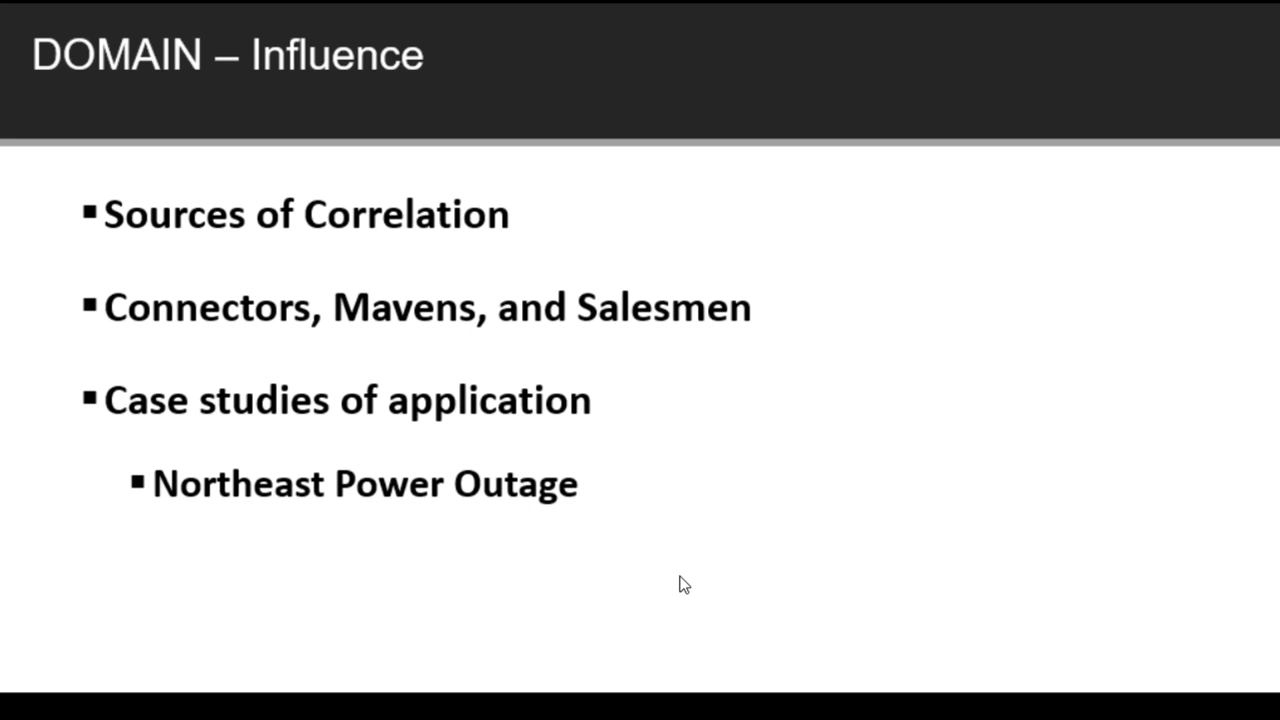 DOMAIN – Influence
▪ Sources of Correlation
▪ Connectors, Mavens, and Salesmen
▪ Case studies of application
▪ Northeast Power Outage